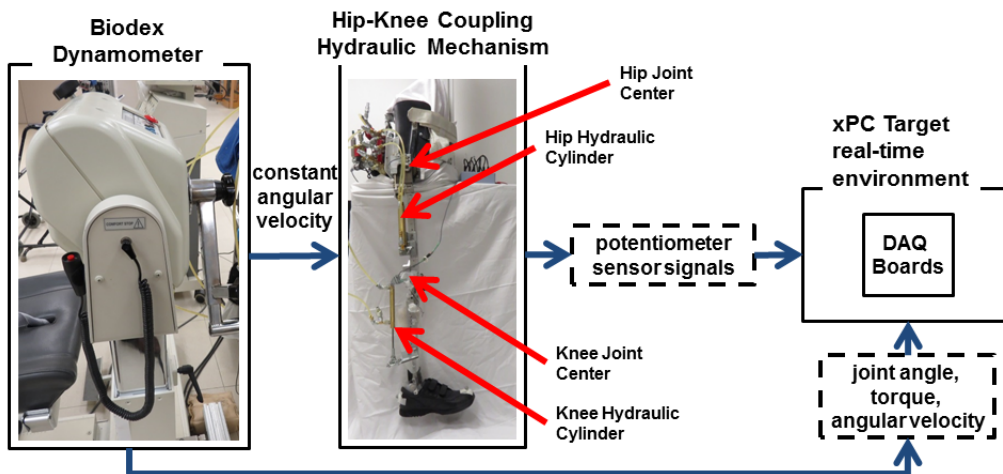 Biodex
Dynamometer
Hip-Knee Coupling
Hydraulic Mechanism
Hip Joint
Center
Hip Hydraulic
Cylinder
constant
angular
velocity
Knee Joint
Center
Knee Hydraulic
Cylinder
potentiometer
sensor signals
xPC Target
real-time
environment
DAQ
Boards
joint angle,
torque,
angular velocity